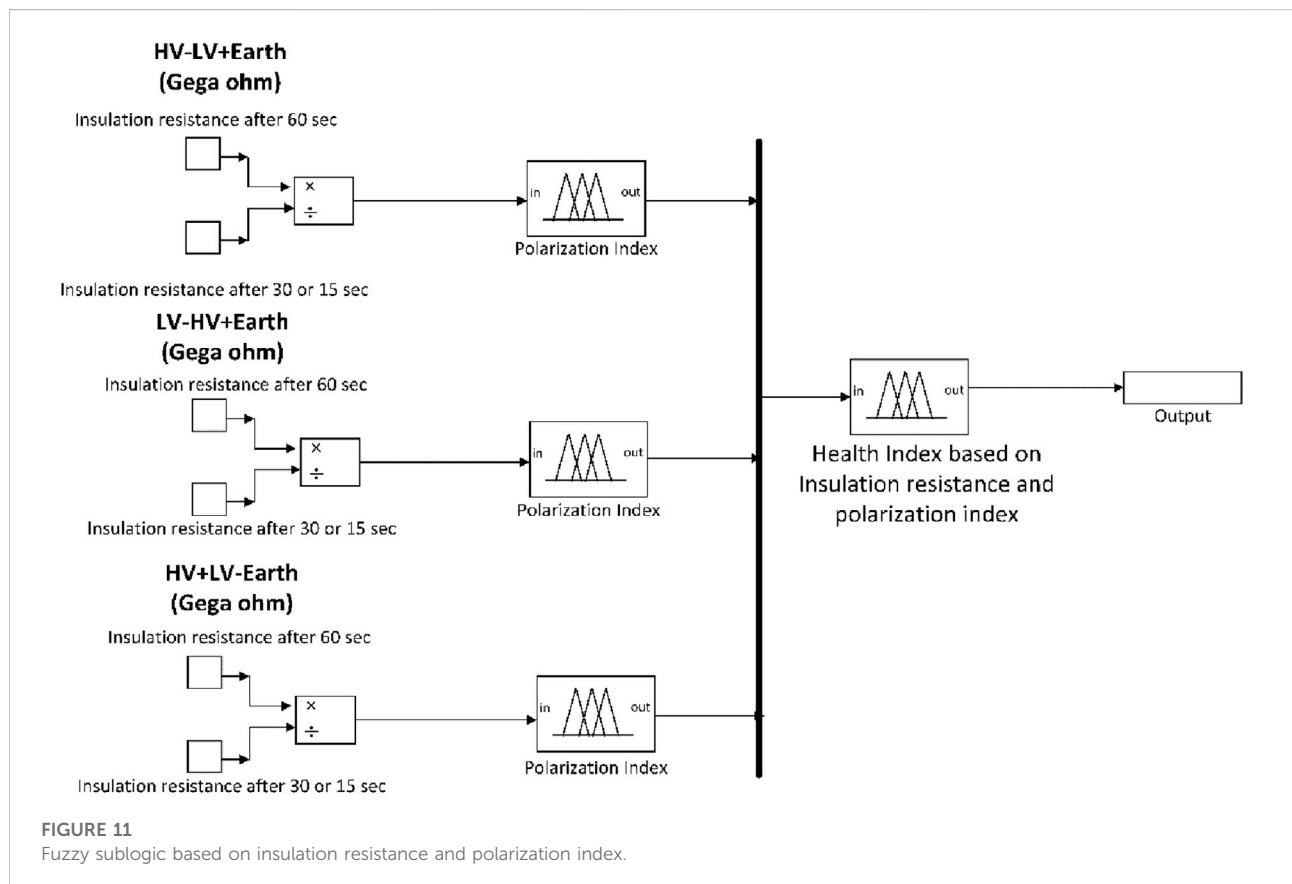 HV-LV+Earth
(Gega ohm)
Insulation resistance after 60 sec
×
÷
in
out
Polarization Index
Insulation resistance after 30 or 15 sec
LV-HV+Earth
(Gega ohm)
Insulation resistance after 60 sec
×
÷
in
out
Polarization Index
Insulation resistance after 30 or 15 sec
HV+LV-Earth
(Gega ohm)
Insulation resistance after 60 sec
×
÷
in
out
Polarization Index
Insulation resistance after 30 or 15 sec
in
out
Health Index based on
Insulation resistance and
polarization index
Output
FIGURE 11
Fuzzy sublogic based on insulation resistance and polarization index.